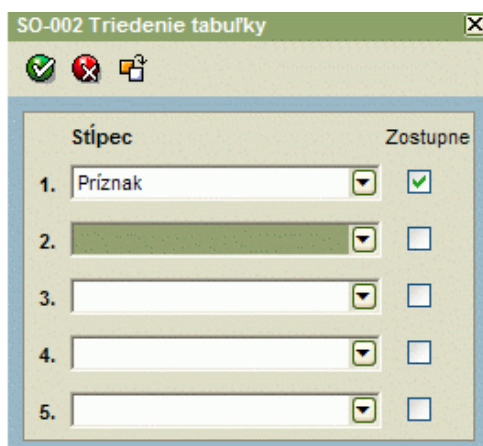 SO-002 Triedenie tabuľky
Stĺpec Zostupne
1. Príznak
2.
3.
4.
5.